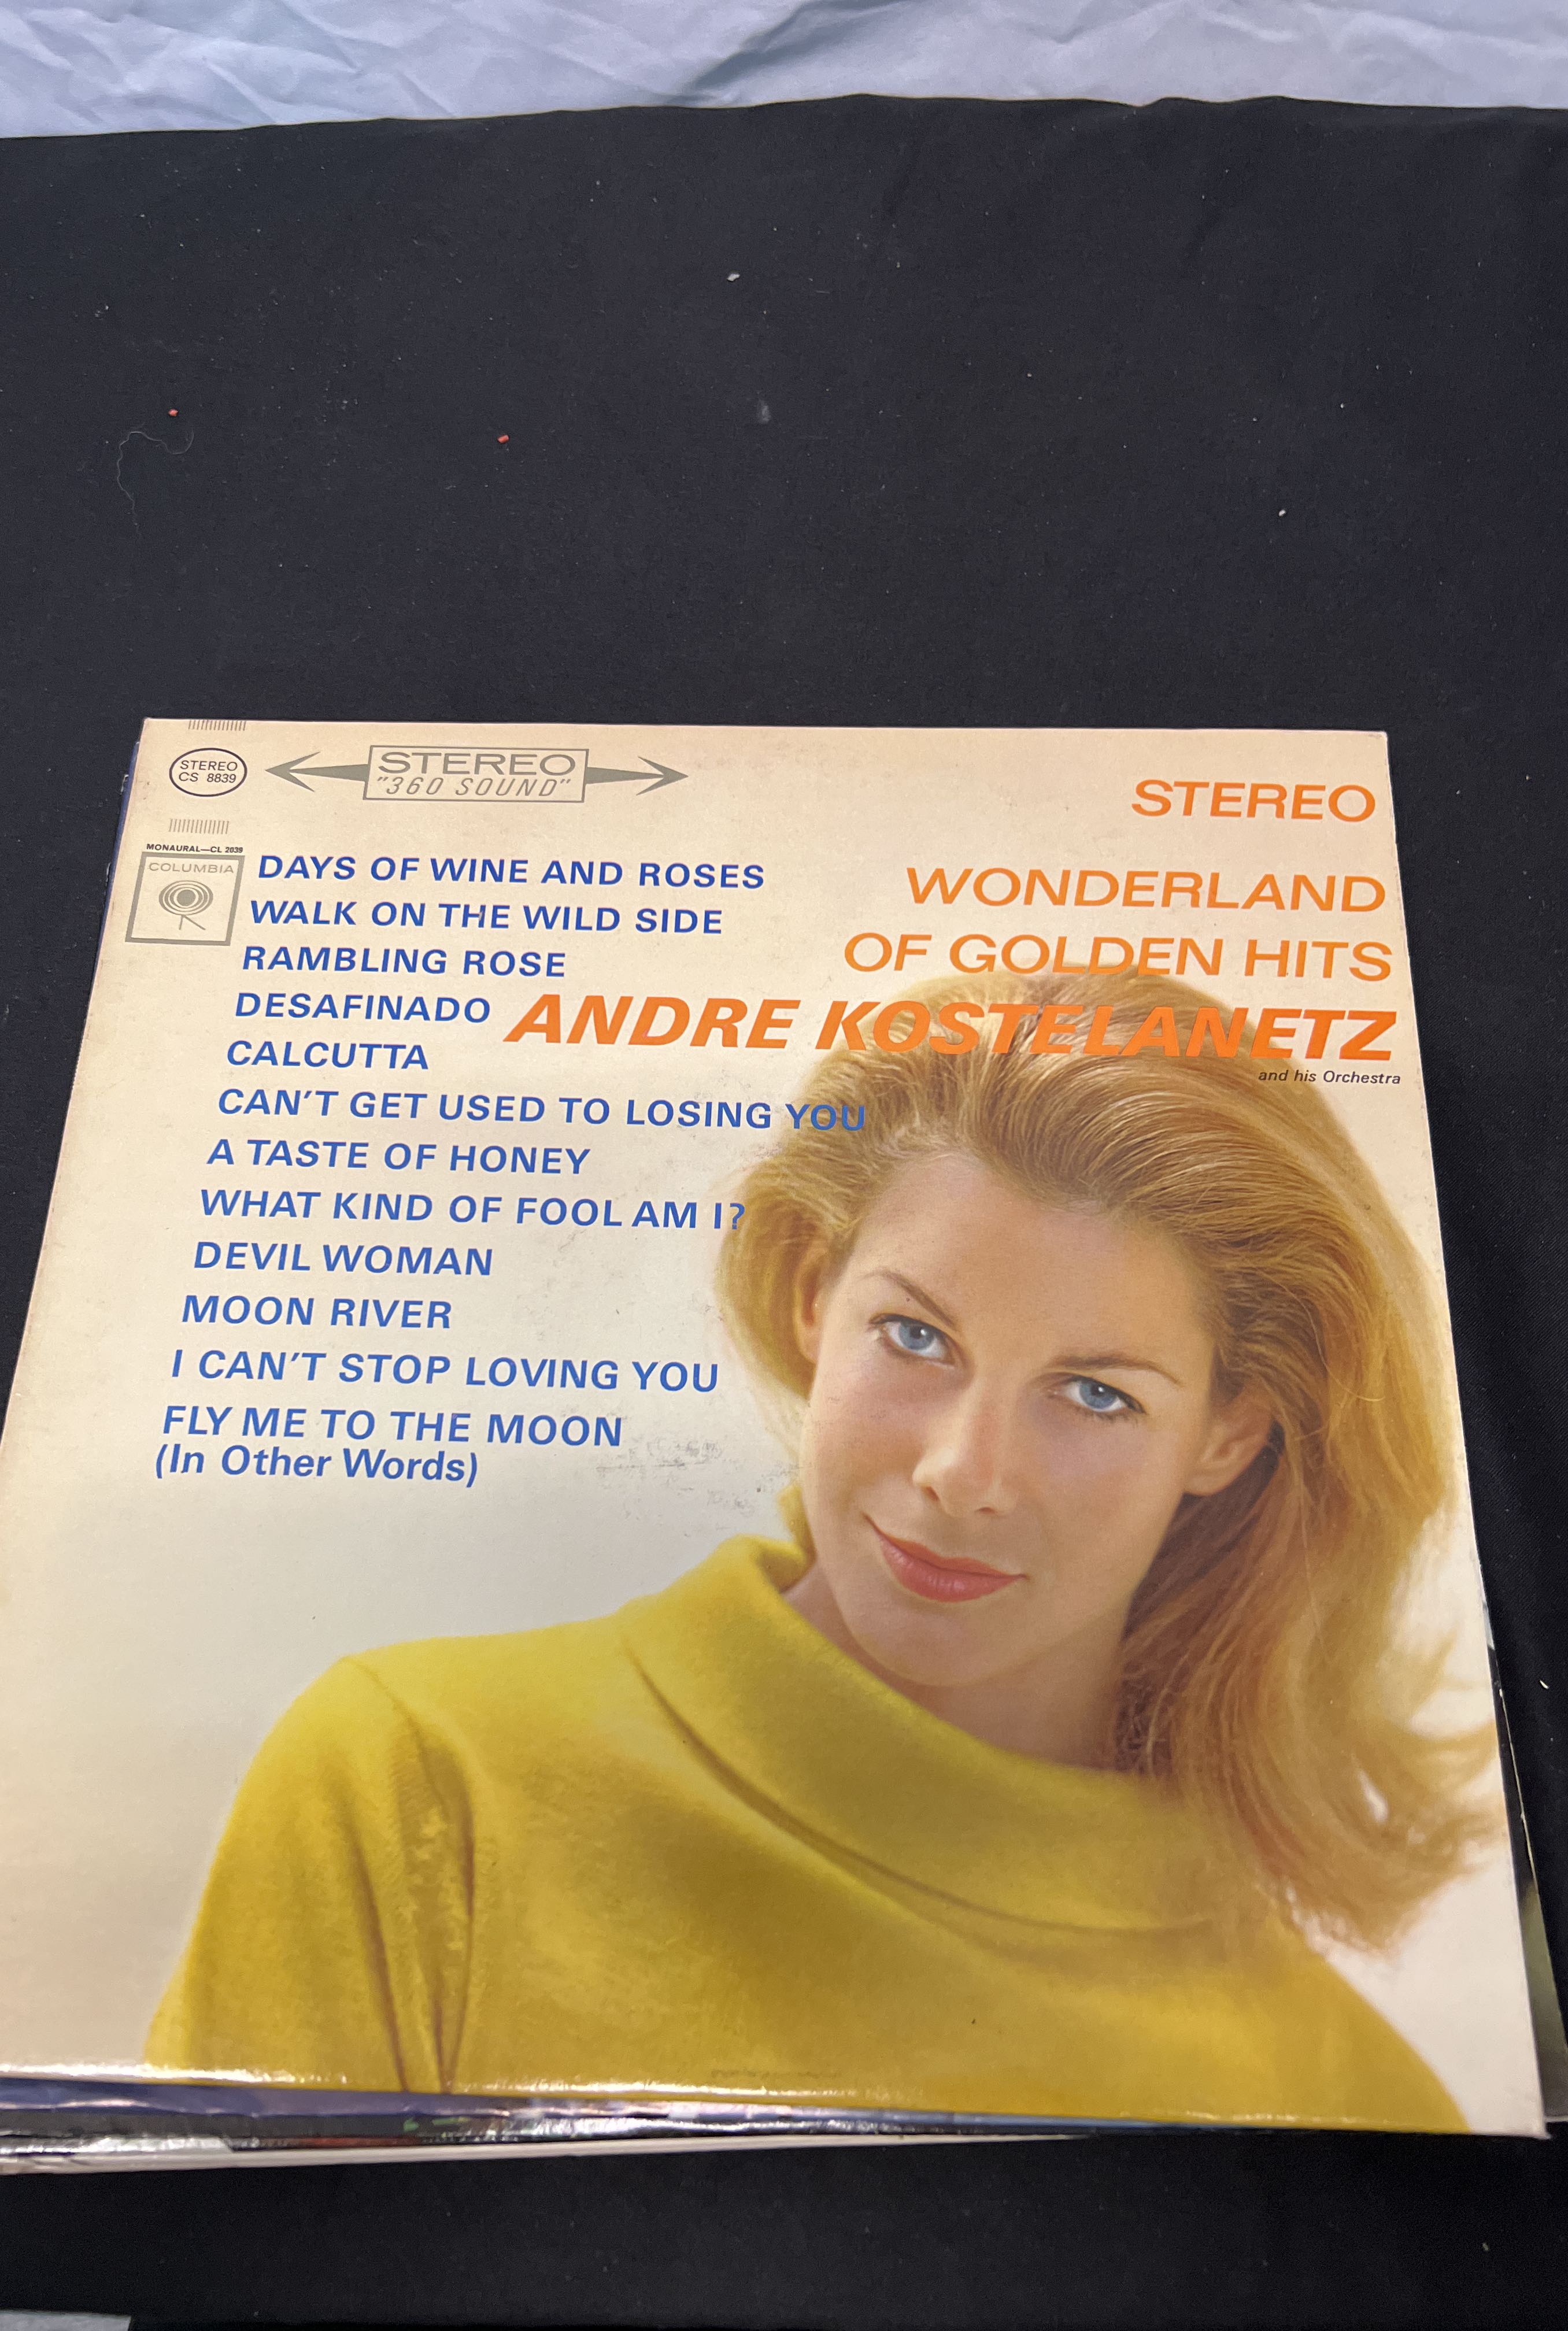 STEREO
CS 8839
STEREO
"360 SOUND"
STEREO
MONAURAL—CL 2039
COLUMBIA
WONDERLAND
OF GOLDEN HITS
ANDRE KOSTELANETZ
and his Orchestra
DAYS OF WINE AND ROSES
WALK ON THE WILD SIDE
RAMBLING ROSE
DESAFINADO
CALCUTTA
CAN'T GET USED TO LOSING YOU
A TASTE OF HONEY
WHAT KIND OF FOOL AM I?
DEVIL WOMAN
MOON RIVER
I CAN'T STOP LOVING YOU
FLY ME TO THE MOON
(In Other Words)